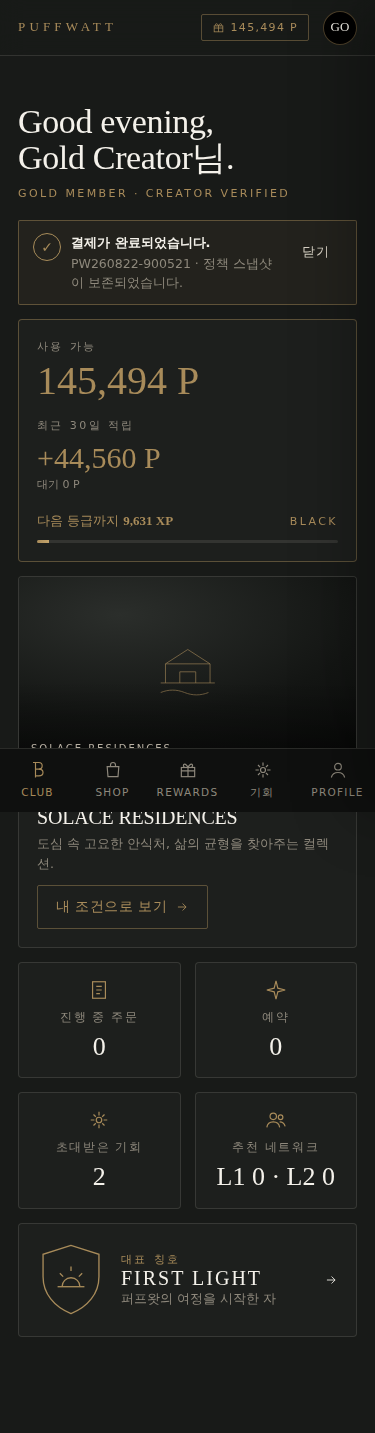 PUFFWATT
145,494 P
GO
Good evening,
Gold Creator님.
GOLD MEMBER · CREATOR VERIFIED
✓
결제가 완료되었습니다.
PW260822-900521 · 정책 스냅샷
이 보존되었습니다.
닫기
사용 가능
145,494 P
최근 30일 적립
+44,560 P
대기 0 P
다음 등급까지 9,631 XP
BLACK
SOLACE RESIDENCES
CLUB
SHOP
REWARDS
기회
PROFILE
SOLACE RESIDENCES
도심 속 고요한 안식처, 삶의 균형을 찾아주는 컬렉
션.
내 조건으로 보기 →
진행 중 주문
0
예약
0
초대받은 기회
2
추천 네트워크
L1 0 · L2 0
대표 칭호
FIRST LIGHT
퍼프왓의 여정을 시작한 자
→